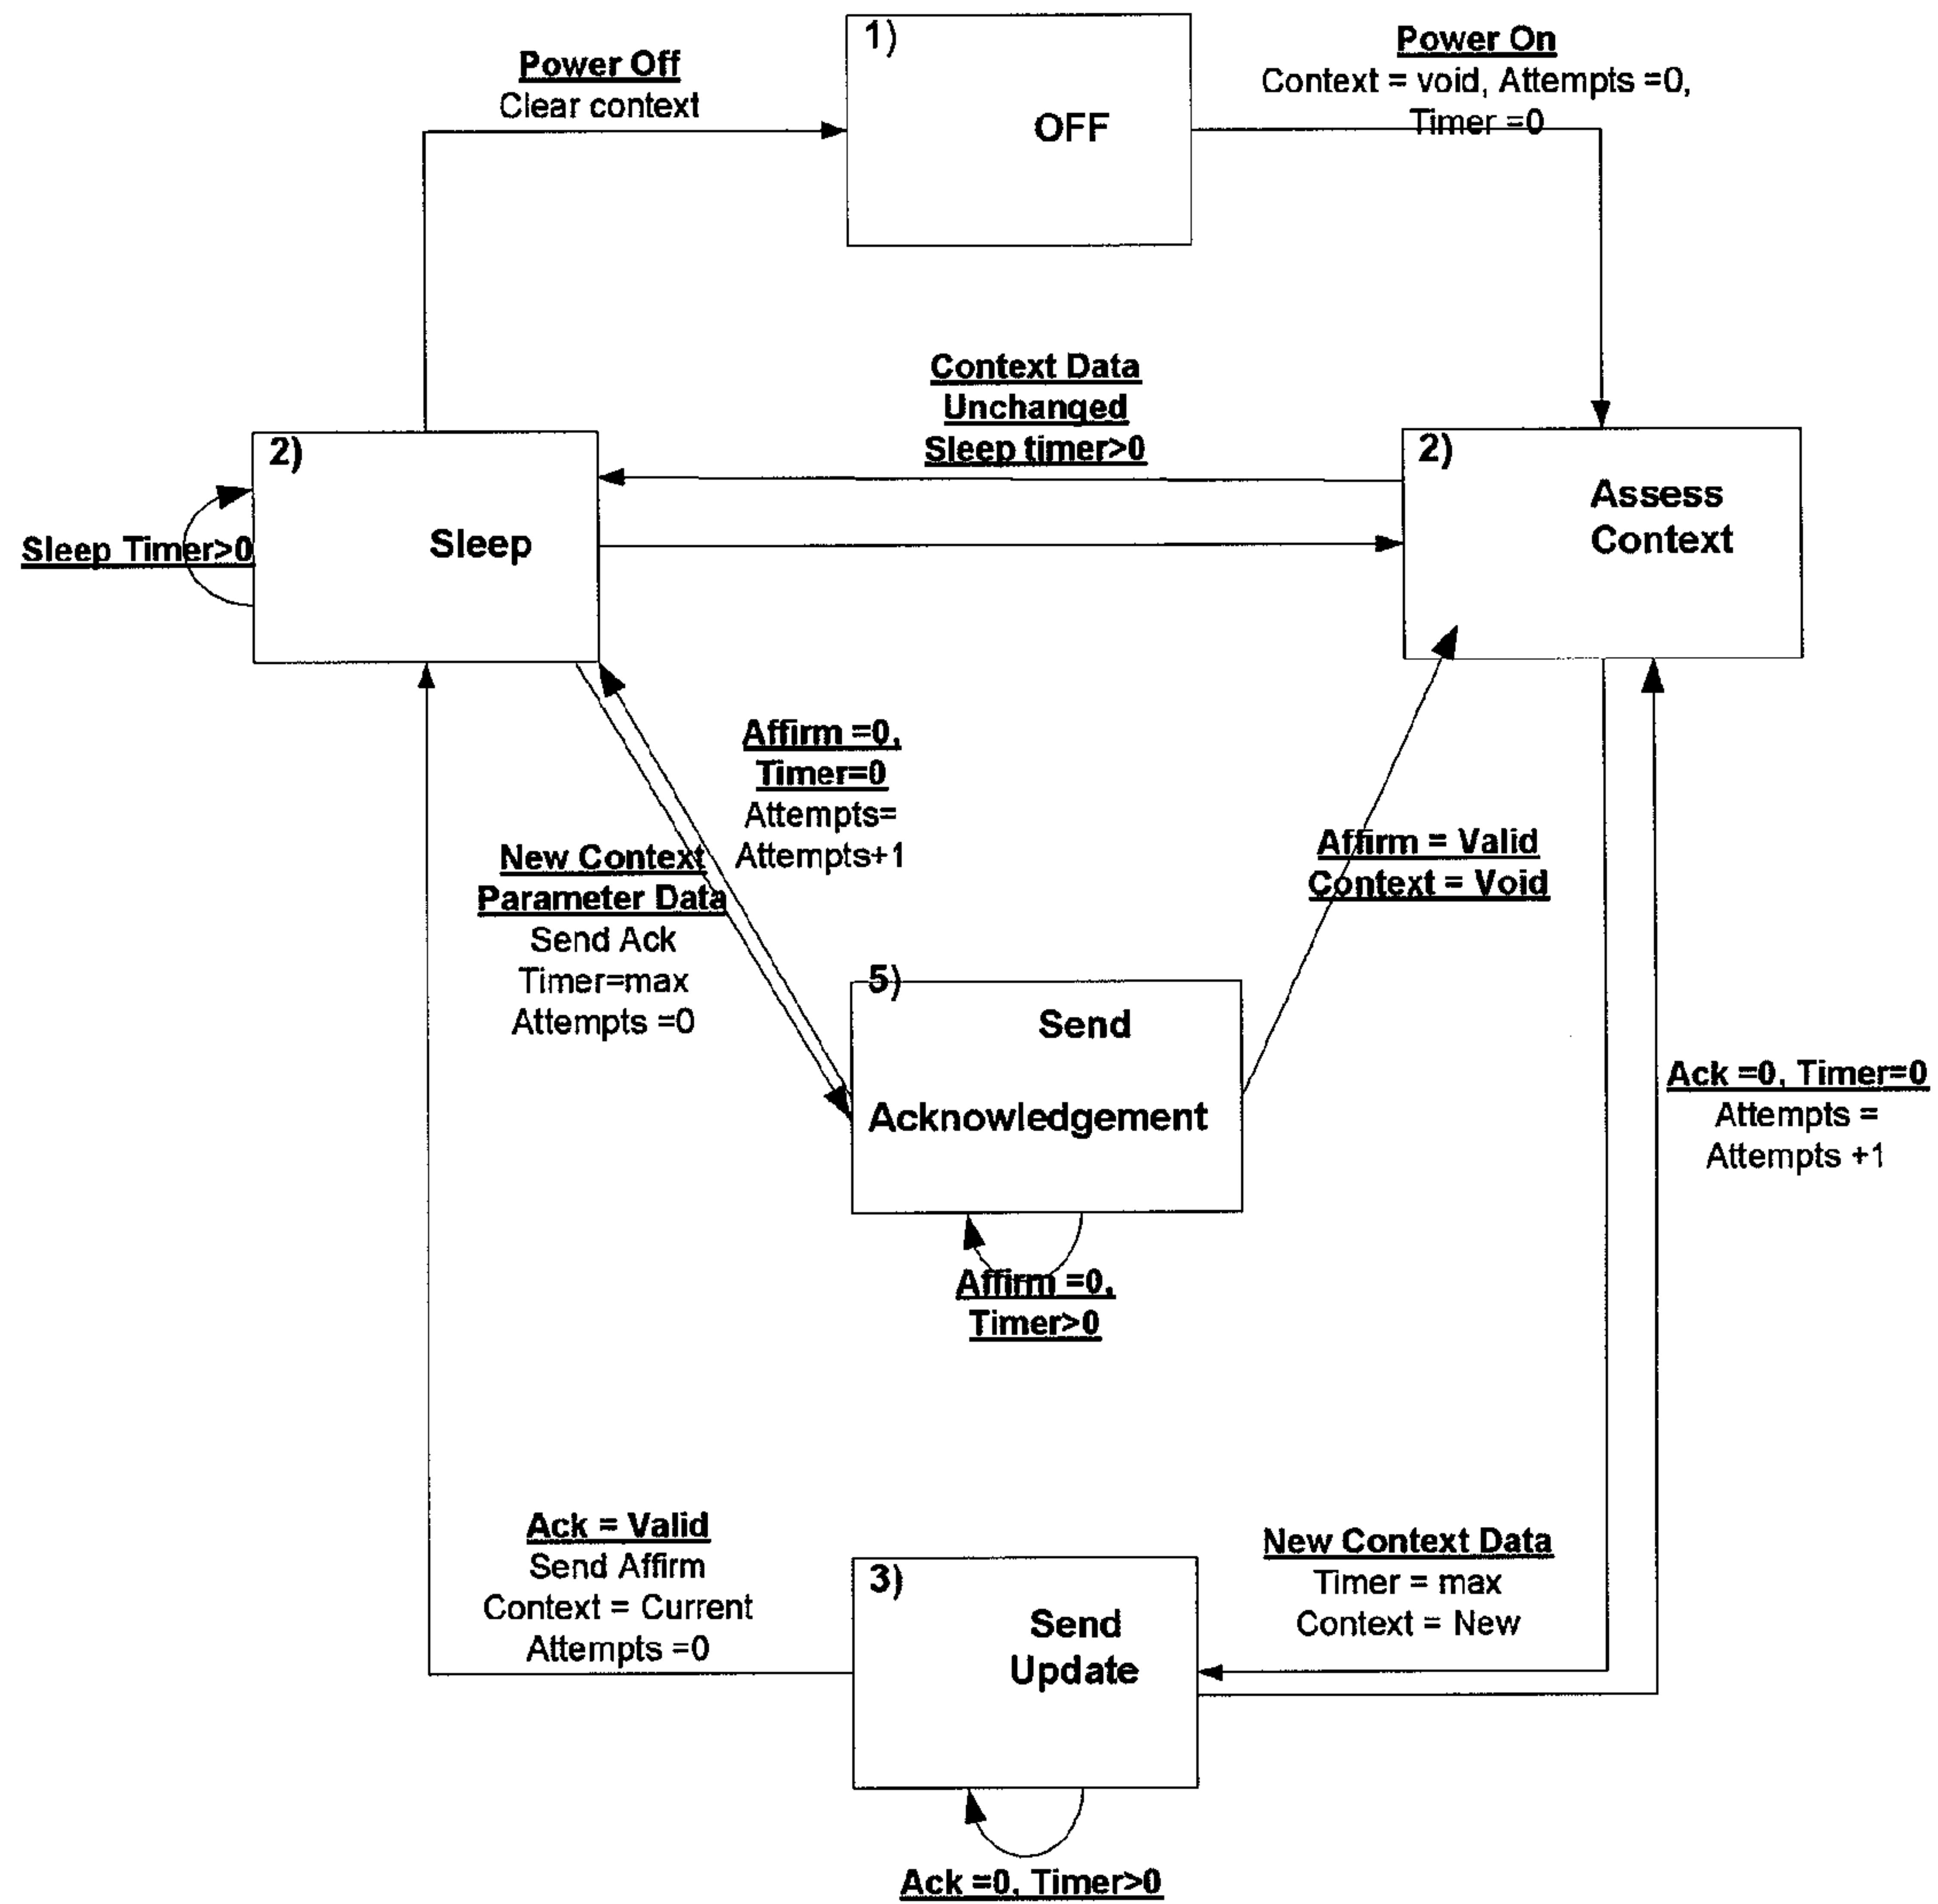 1)
OFF
Power Off
Clear context
Power On
Context = void, Attempts =0,
Timer =0
Context Data
Unchanged
Sleep timer>0
2)
Sleep
Sleep Timer>0
2)
Assess
Context
Affirm =0,
Timer=0
Attempts=
Attempts+1
New Context
Parameter Data
Send Ack
Timer=max
Attempts =0
Affirm = Valid
Context = Void
5)
Send
Acknowledgement
Affirm =0,
Timer>0
Ack =0, Timer=0
Attempts =
Attempts +1
Ack = Valid
Send Affirm
Context = Current
Attempts =0
3)
Send
Update
New Context Data
Timer = max
Context = New
Ack =0, Timer>0